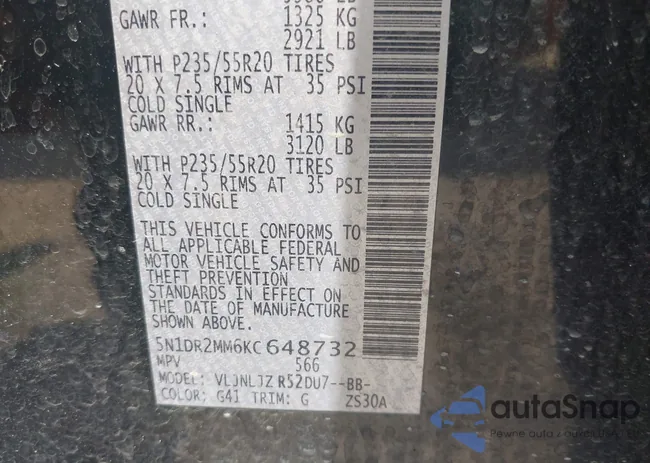 GAWR FR.: 1325 KG
2921 LB
WITH P235/55R20 TIRES
20 X 7.5 RIMS AT 35 PSI
COLD SINGLE
GAWR RR.: 1415 KG
3120 LB
WITH P235/55R20 TIRES
20 X 7.5 RIMS AT 35 PSI
COLD SINGLE
THIS VEHICLE CONFORMS TO
ALL APPLICABLE FEDERAL
MOTOR VEHICLE SAFETY AND
THEFT PREVENTION
STANDARDS IN EFFECT ON
THE DATE OF MANUFACTURE
SHOWN ABOVE.
5N1DR2MM6KC648732
MPV 566
MODEL: R52DU7--BB-
COLOR: G41 TRIM: G ZS30A
autaSnap
Pewne auta z